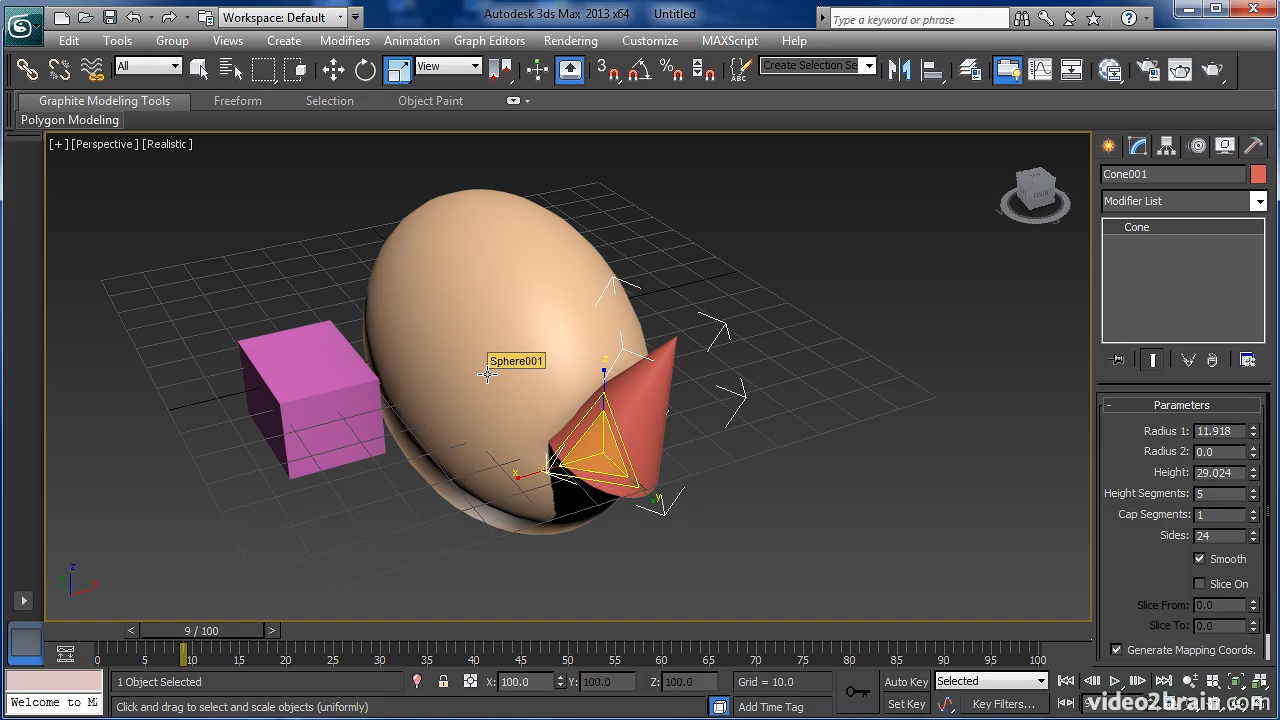 Workspace: Default
Autodesk 3ds Max 2013 x64 Untitled
Type a keyword or phrase
Edit Tools Group Views Create Modifiers Animation Graph Editors Rendering Customize MAXScript Help
All
View
3
Create Selection Se
ABC
Graphite Modeling Tools Freeform Selection Object Paint
Polygon Modeling
[+][Perspective][Realistic]
FRONT
Cone001
Modifier List
Cone
Sphere001
z
x
y
z
x
Parameters
Radius 1: 11.918
Radius 2: 0.0
Height: 29.024
Height Segments: 5
Cap Segments: 1
Sides: 24
Smooth
Slice On
Slice From: 0.0
Slice To: 0.0
Generate Mapping Coords.
< 9 / 100 >
0 5 10 15 20 25 30 35 40 45 50 55 60 65 70 75 80 85 90 95 100
1 Object Selected
X: 100.0 Y: 100.0 Z: 100.0
Grid = 10.0
Auto Key Selected
Welcome to M
Click and drag to select and scale objects (uniformly)
Add Time Tag
Set Key Key Filters...
9
video2brain.com